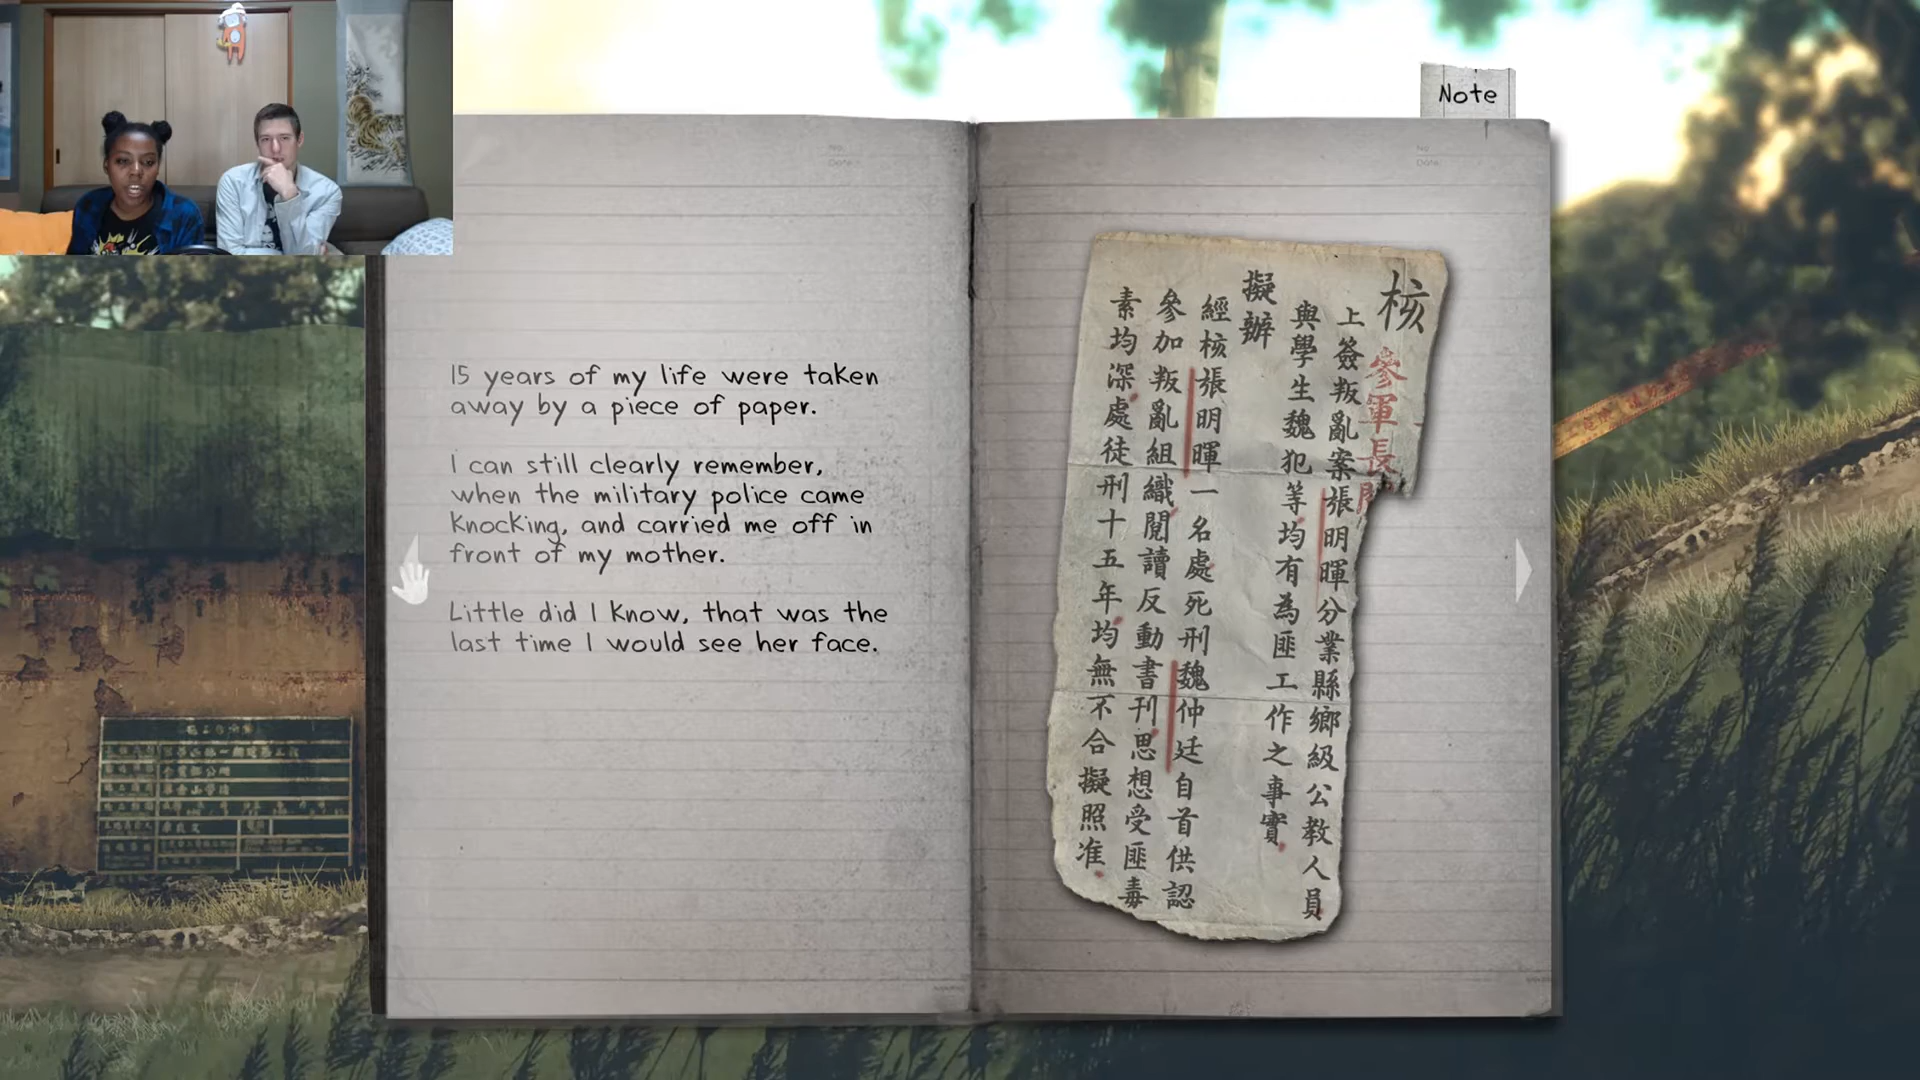 Note
15 years of my life were taken
away by a piece of paper.
I can still clearly remember,
when the military police came
knocking, and carried me off in
front of my mother.
Little did I know, that was the
last time I would see her face.
No.
Date:
No.
Date:
核
參軍長
上簽叛亂案張明暉分業縣鄉級公教人員
與學生魏犯等均有為匪工作之事實
擬辦
經核張明暉一名處死刑魏仲廷自首供認
參加叛亂組織閱讀反動書刊思想受匪毒
素均深處徒刑十五年均無不合擬照准